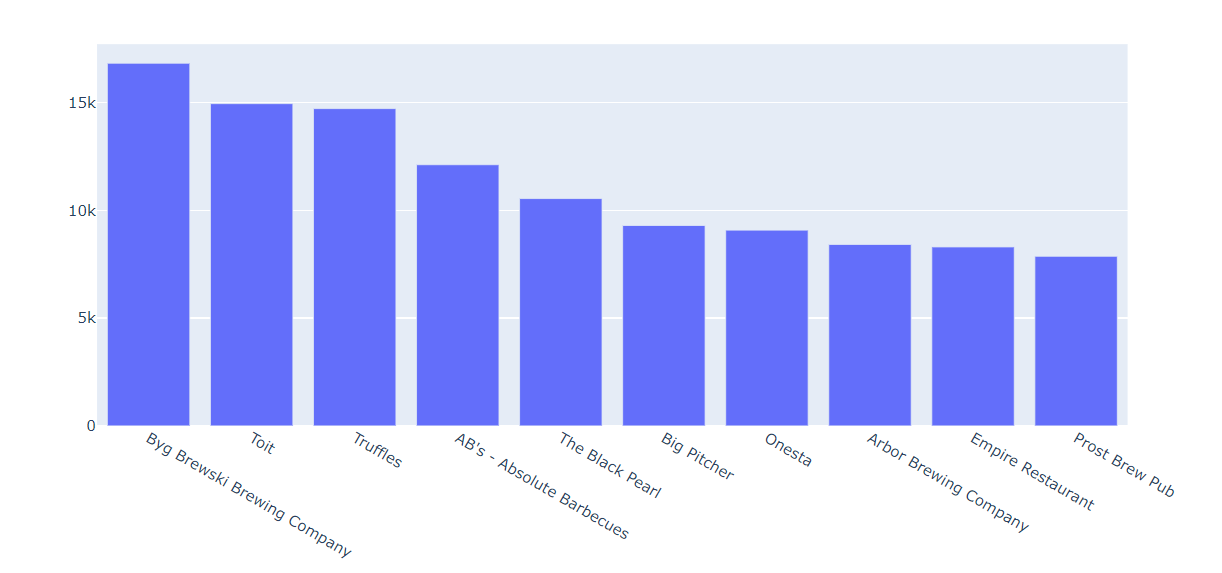 15k
10k
5k
0
Byg Brewski Brewing Company
Toit
Truffles
AB's - Absolute Barbecues
The Black Pearl
Big Pitcher
Onesta
Arbor Brewing Company
Empire Restaurant
Prost Brew Pub